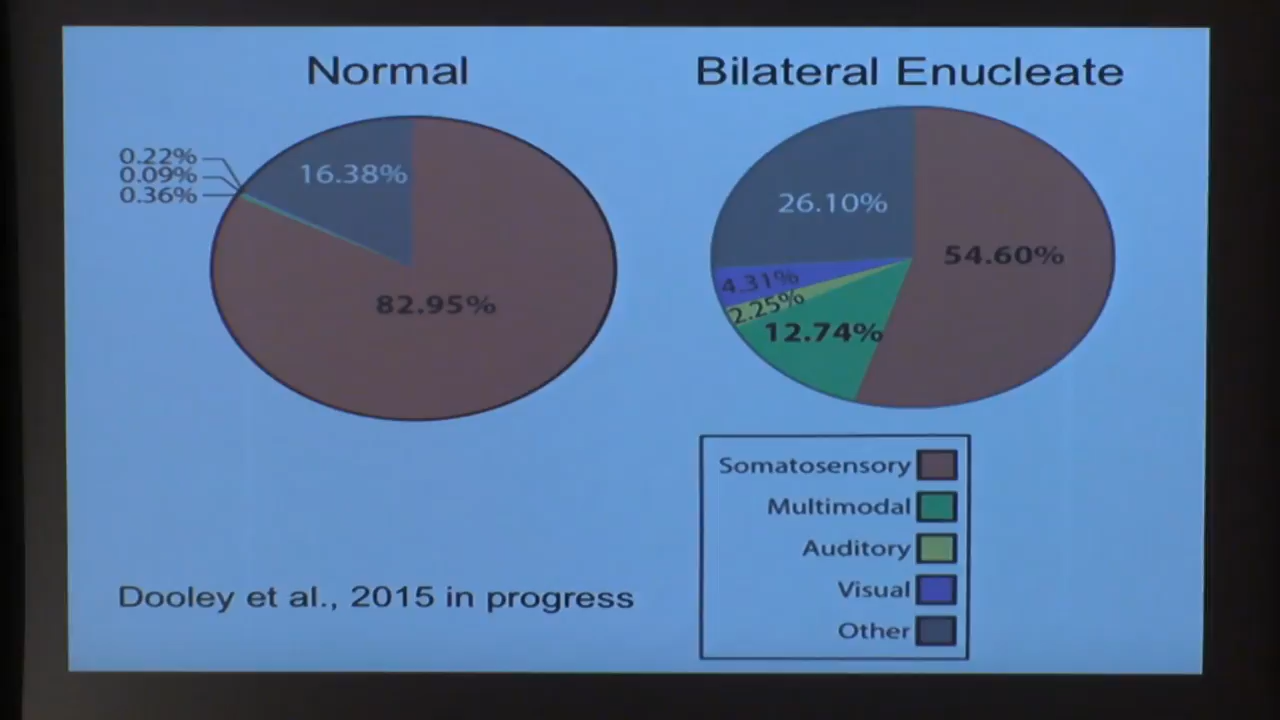 Normal
Bilateral Enucleate
0.22%
0.09%
0.36%
16.38%
82.95%
26.10%
54.60%
4.31%
2.25%
12.74%
Somatosensory
Multimodal
Auditory
Visual
Other
Dooley et al., 2015 in progress